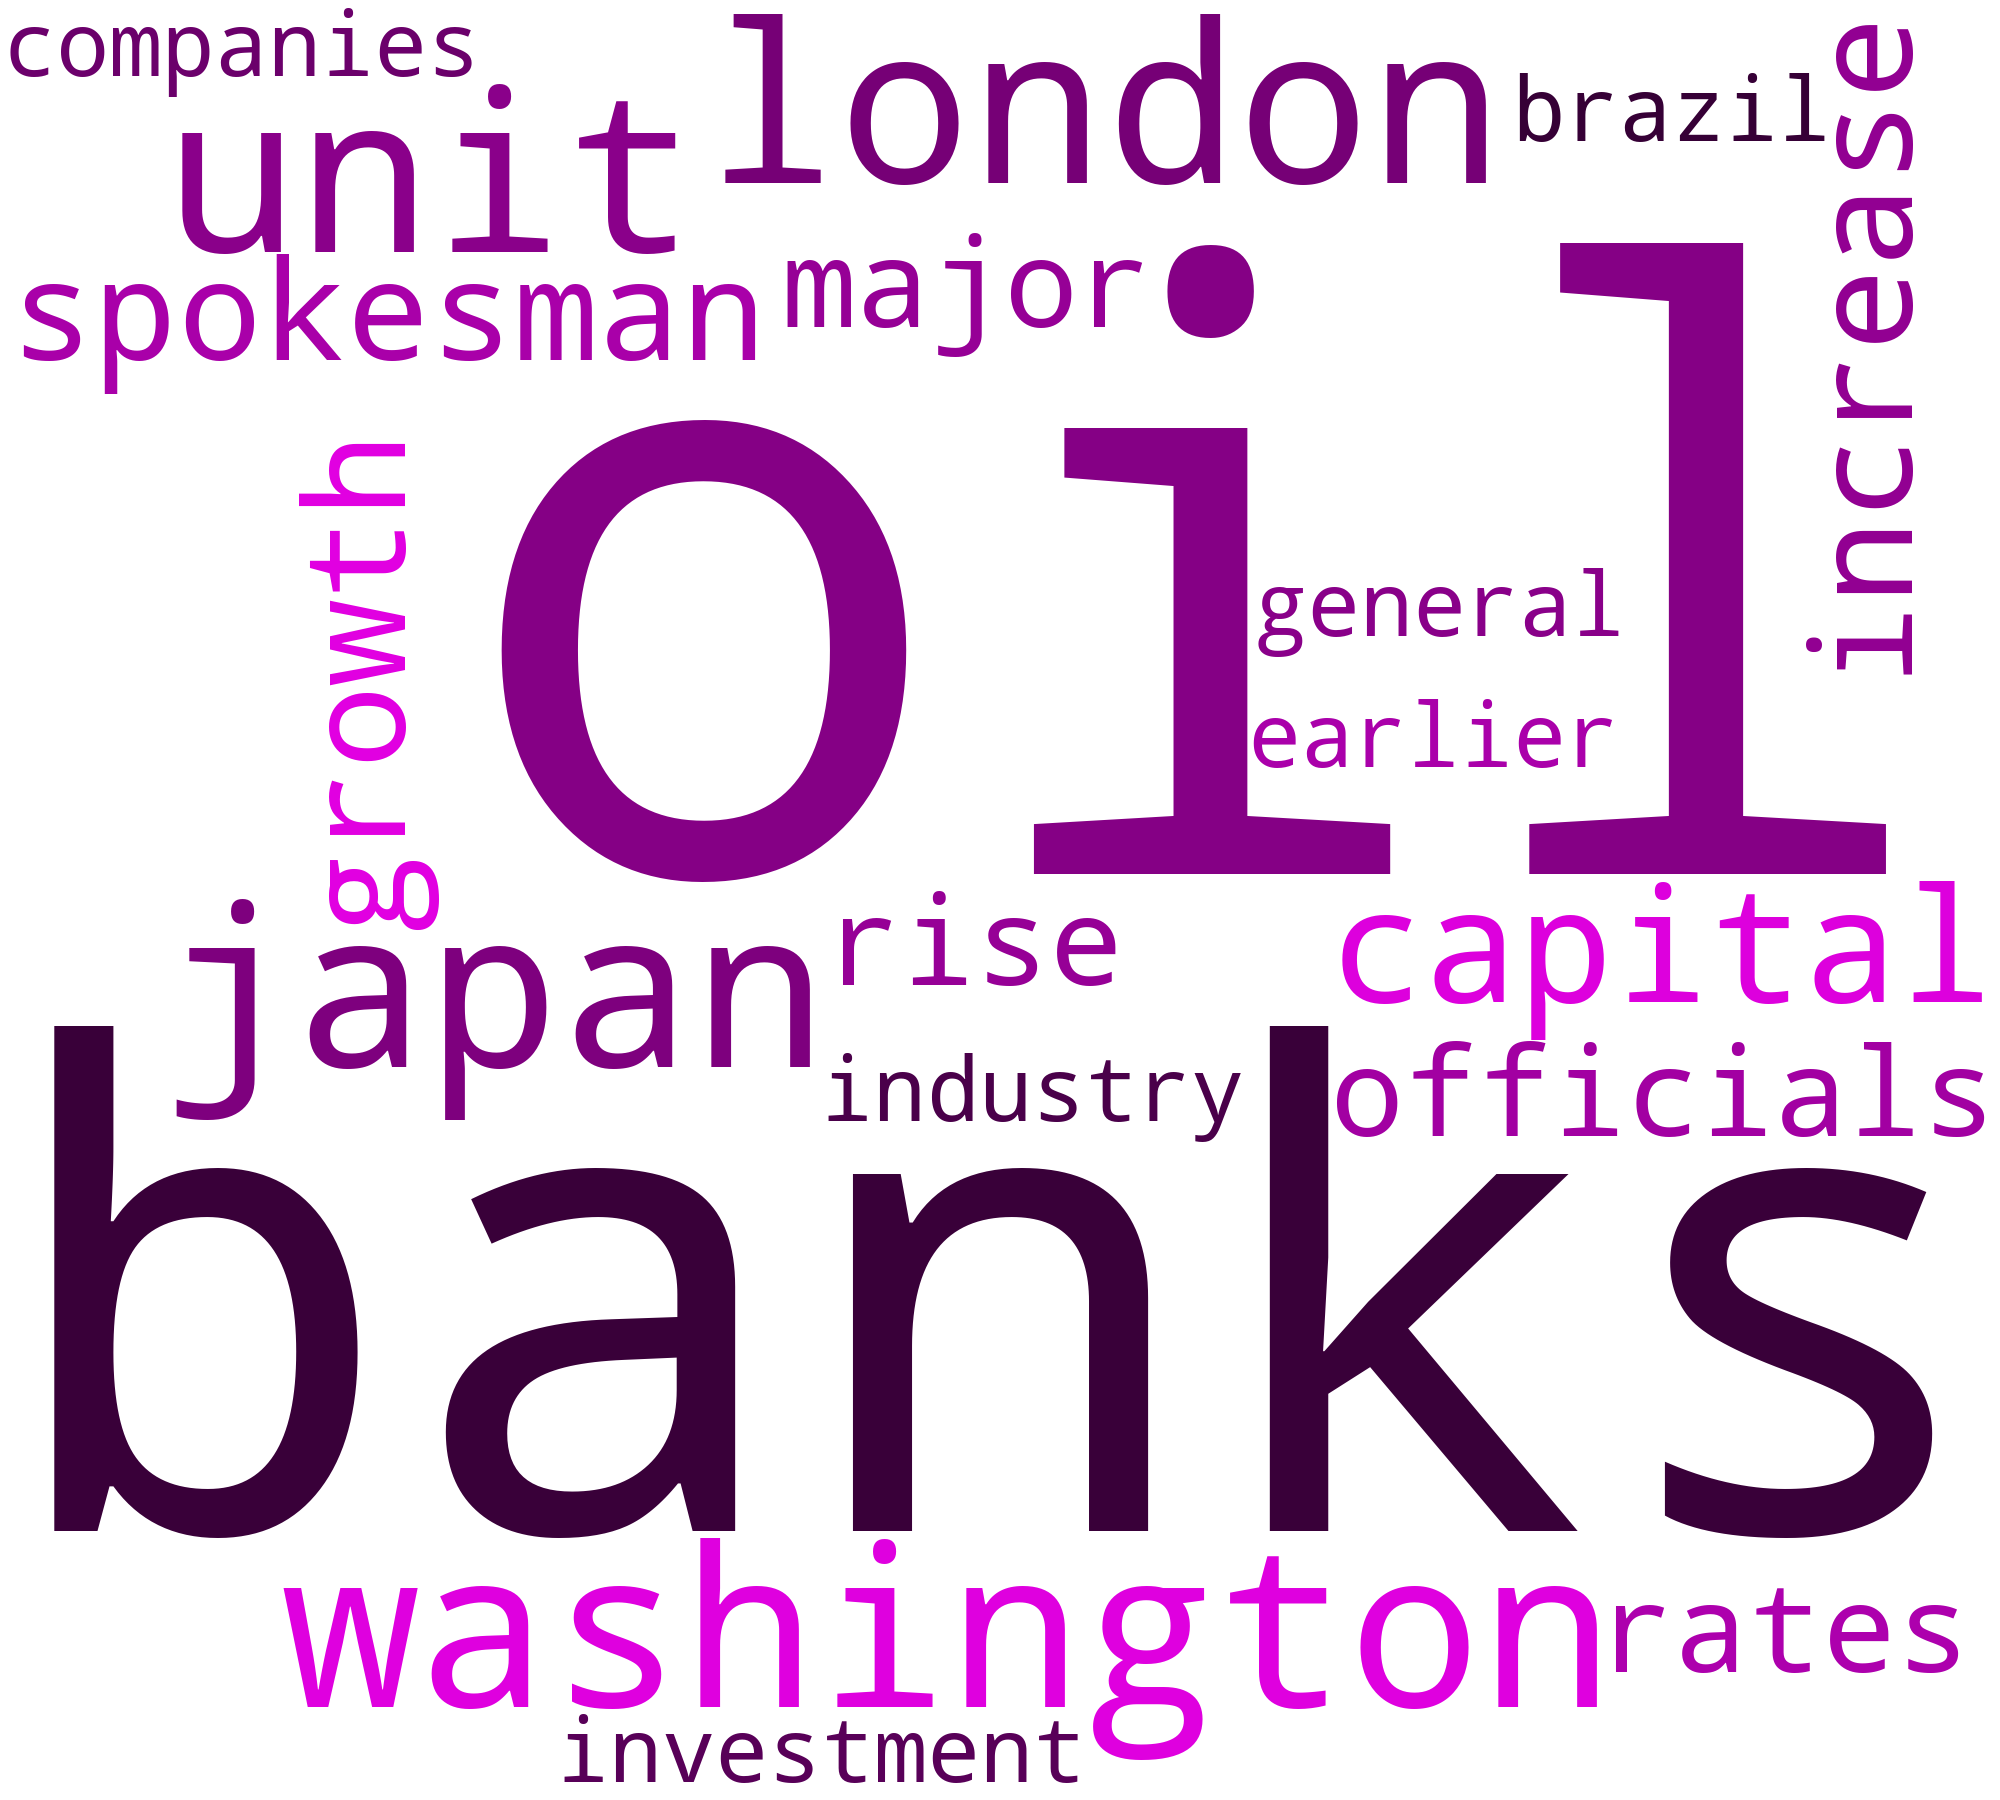 companies
london
brazil
increase
unit
spokesman
major
oil
growth
general
earlier
japan
rise
capital
industry
officials
banks
washington
rates
investment